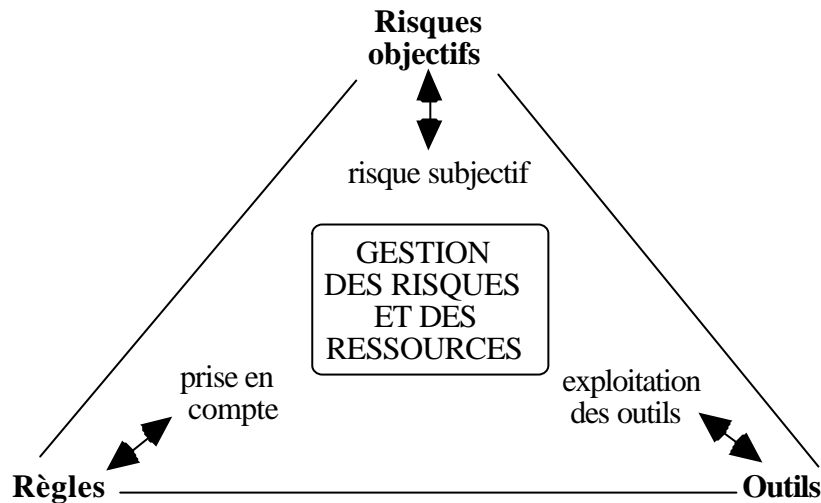 Risques
objectifs
risque subjectif
GESTION
DES RISQUES
ET DES
RESSOURCES
prise en
compte
exploitation
des outils
Règles
Outils